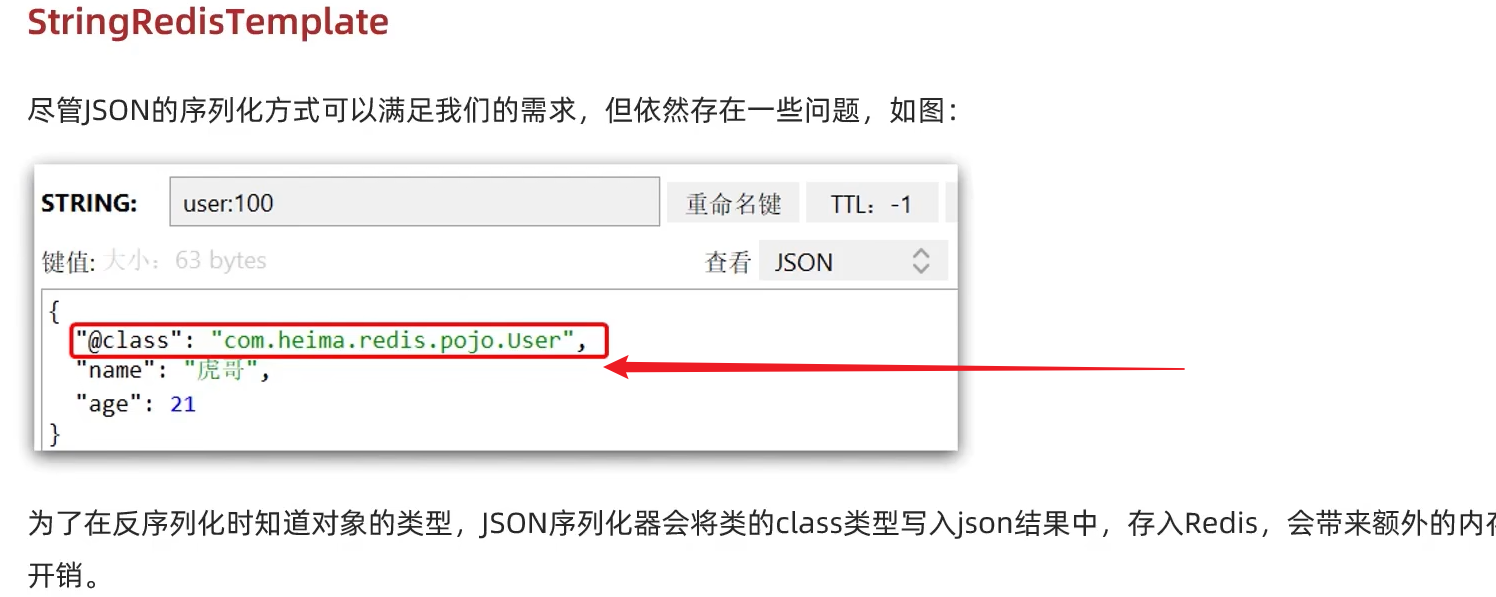 StringRedisTemplate
尽管JSON的序列化方式可以满足我们的需求，但依然存在一些问题，如图：
STRING: user:100 重命名键 TTL：-1
键值: 大小：63 bytes 查看 JSON
{
"@class": "com.heima.redis.pojo.User",
"name": "虎哥",
"age": 21
}
为了在反序列化时知道对象的类型，JSON序列化器会将类的class类型写入json结果中，存入Redis，会带来额外的内存
开销。